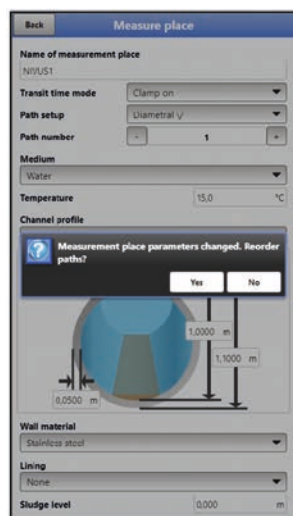 Back
Measure place
Name of measurement place
NIVUS1
Transit time mode
Clamp on
Path setup
Diametral V
Path number
- 1 +
Medium
Water
Temperature
15,0 °C
Channel profile
Measurement place parameters changed. Reorder
paths?
Yes
No
1,0000 m
1,1000 m
0,0500 m
Wall material
Stainless steel
Lining
None
Sludge level
0,000 m